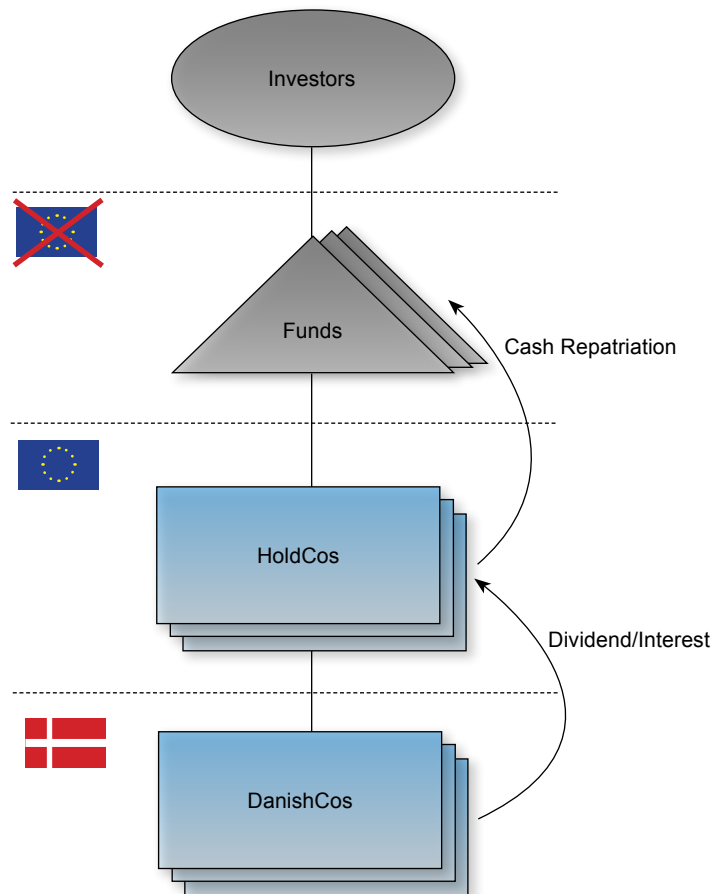 Investors
Funds
Cash Repatriation
HoldCos
Dividend/Interest
DanishCos